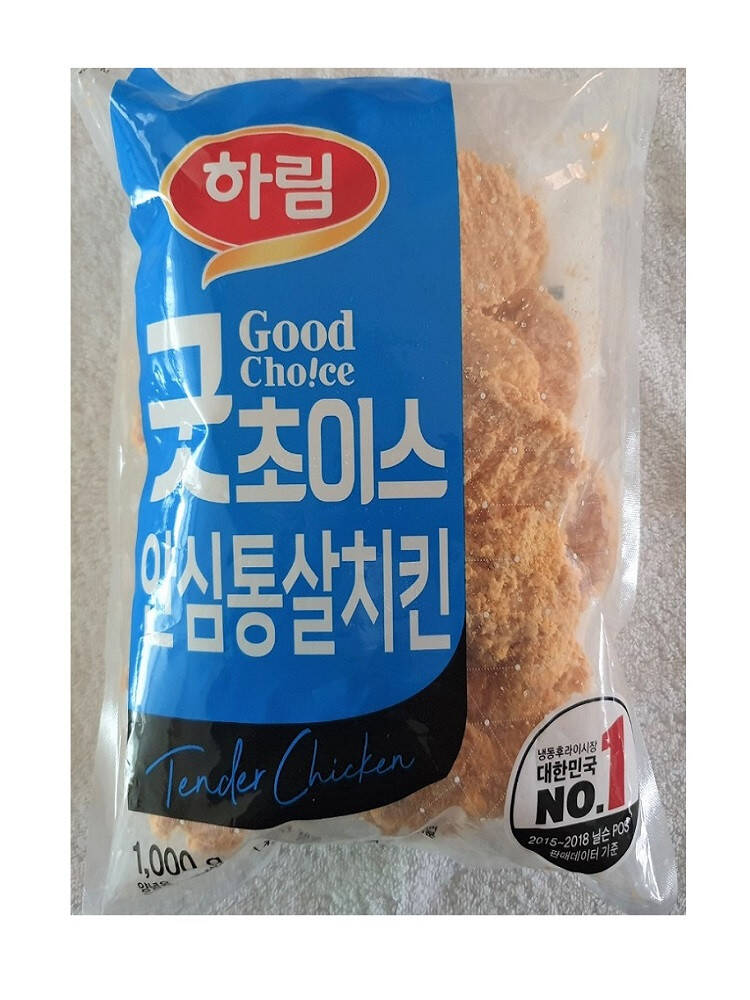 하림
Good
Cho!ce
굿초이스
안심통살치킨
Tender Chicken
1,000 g
냉동후라이시장
대한민국
NO.1
2015~2018 닐슨 POS
판매데이터 기준